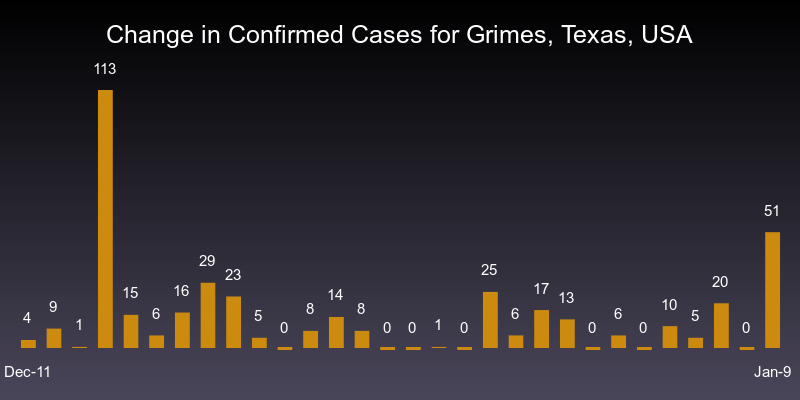 Change in Confirmed Cases for Grimes, Texas, USA
4 9 1 113 15 6 16 29 23 5 0 8 14 8 0 0 1 0 25 6 17 13 0 6 0 10 5 20 0 51
Dec-11 Jan-9